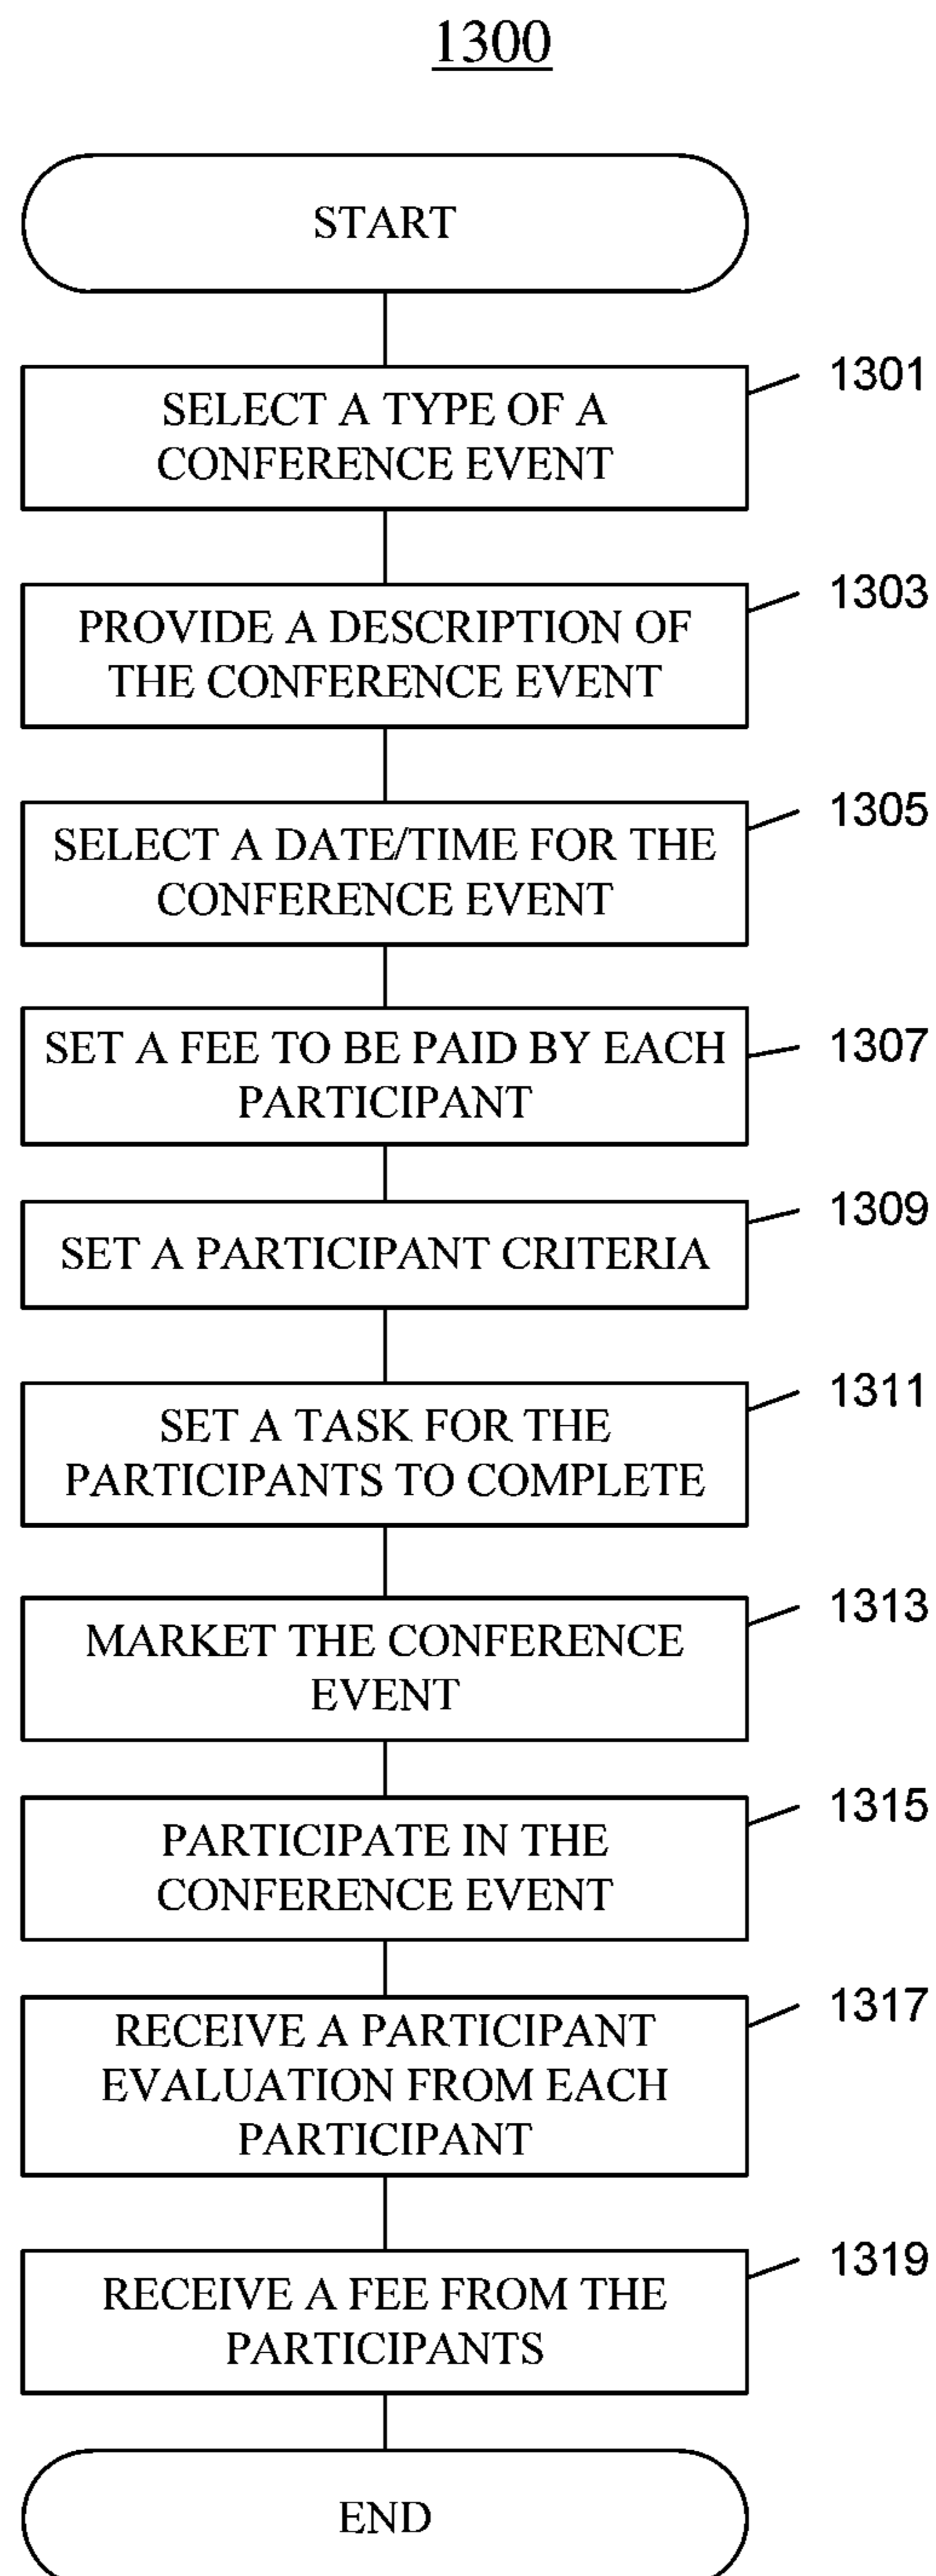 1300
START
1301
SELECT A TYPE OF A
CONFERENCE EVENT
1303
PROVIDE A DESCRIPTION OF
THE CONFERENCE EVENT
1305
SELECT A DATE/TIME FOR THE
CONFERENCE EVENT
1307
SET A FEE TO BE PAID BY EACH
PARTICIPANT
1309
SET A PARTICIPANT CRITERIA
1311
SET A TASK FOR THE
PARTICIPANTS TO COMPLETE
1313
MARKET THE CONFERENCE
EVENT
1315
PARTICIPATE IN THE
CONFERENCE EVENT
1317
RECEIVE A PARTICIPANT
EVALUATION FROM EACH
PARTICIPANT
1319
RECEIVE A FEE FROM THE
PARTICIPANTS
END